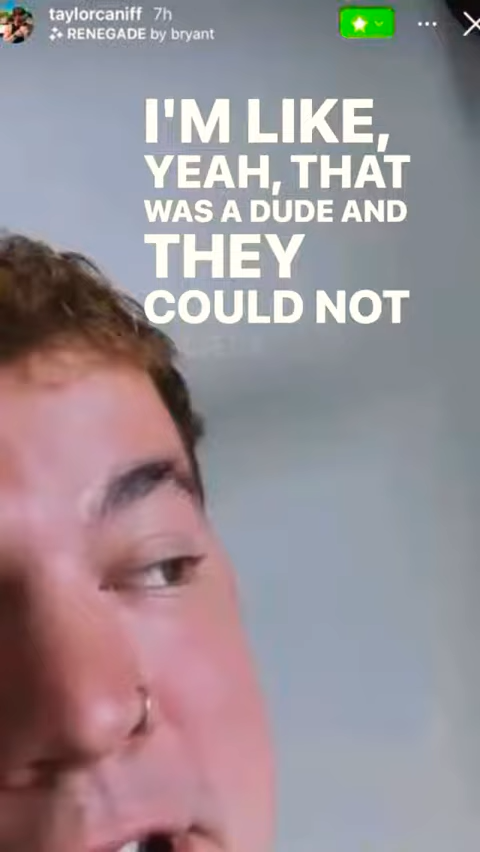 taylorcaniff 7h
RENEGADE by bryant
I'M LIKE,
YEAH, THAT
WAS A DUDE AND
THEY
COULD NOT